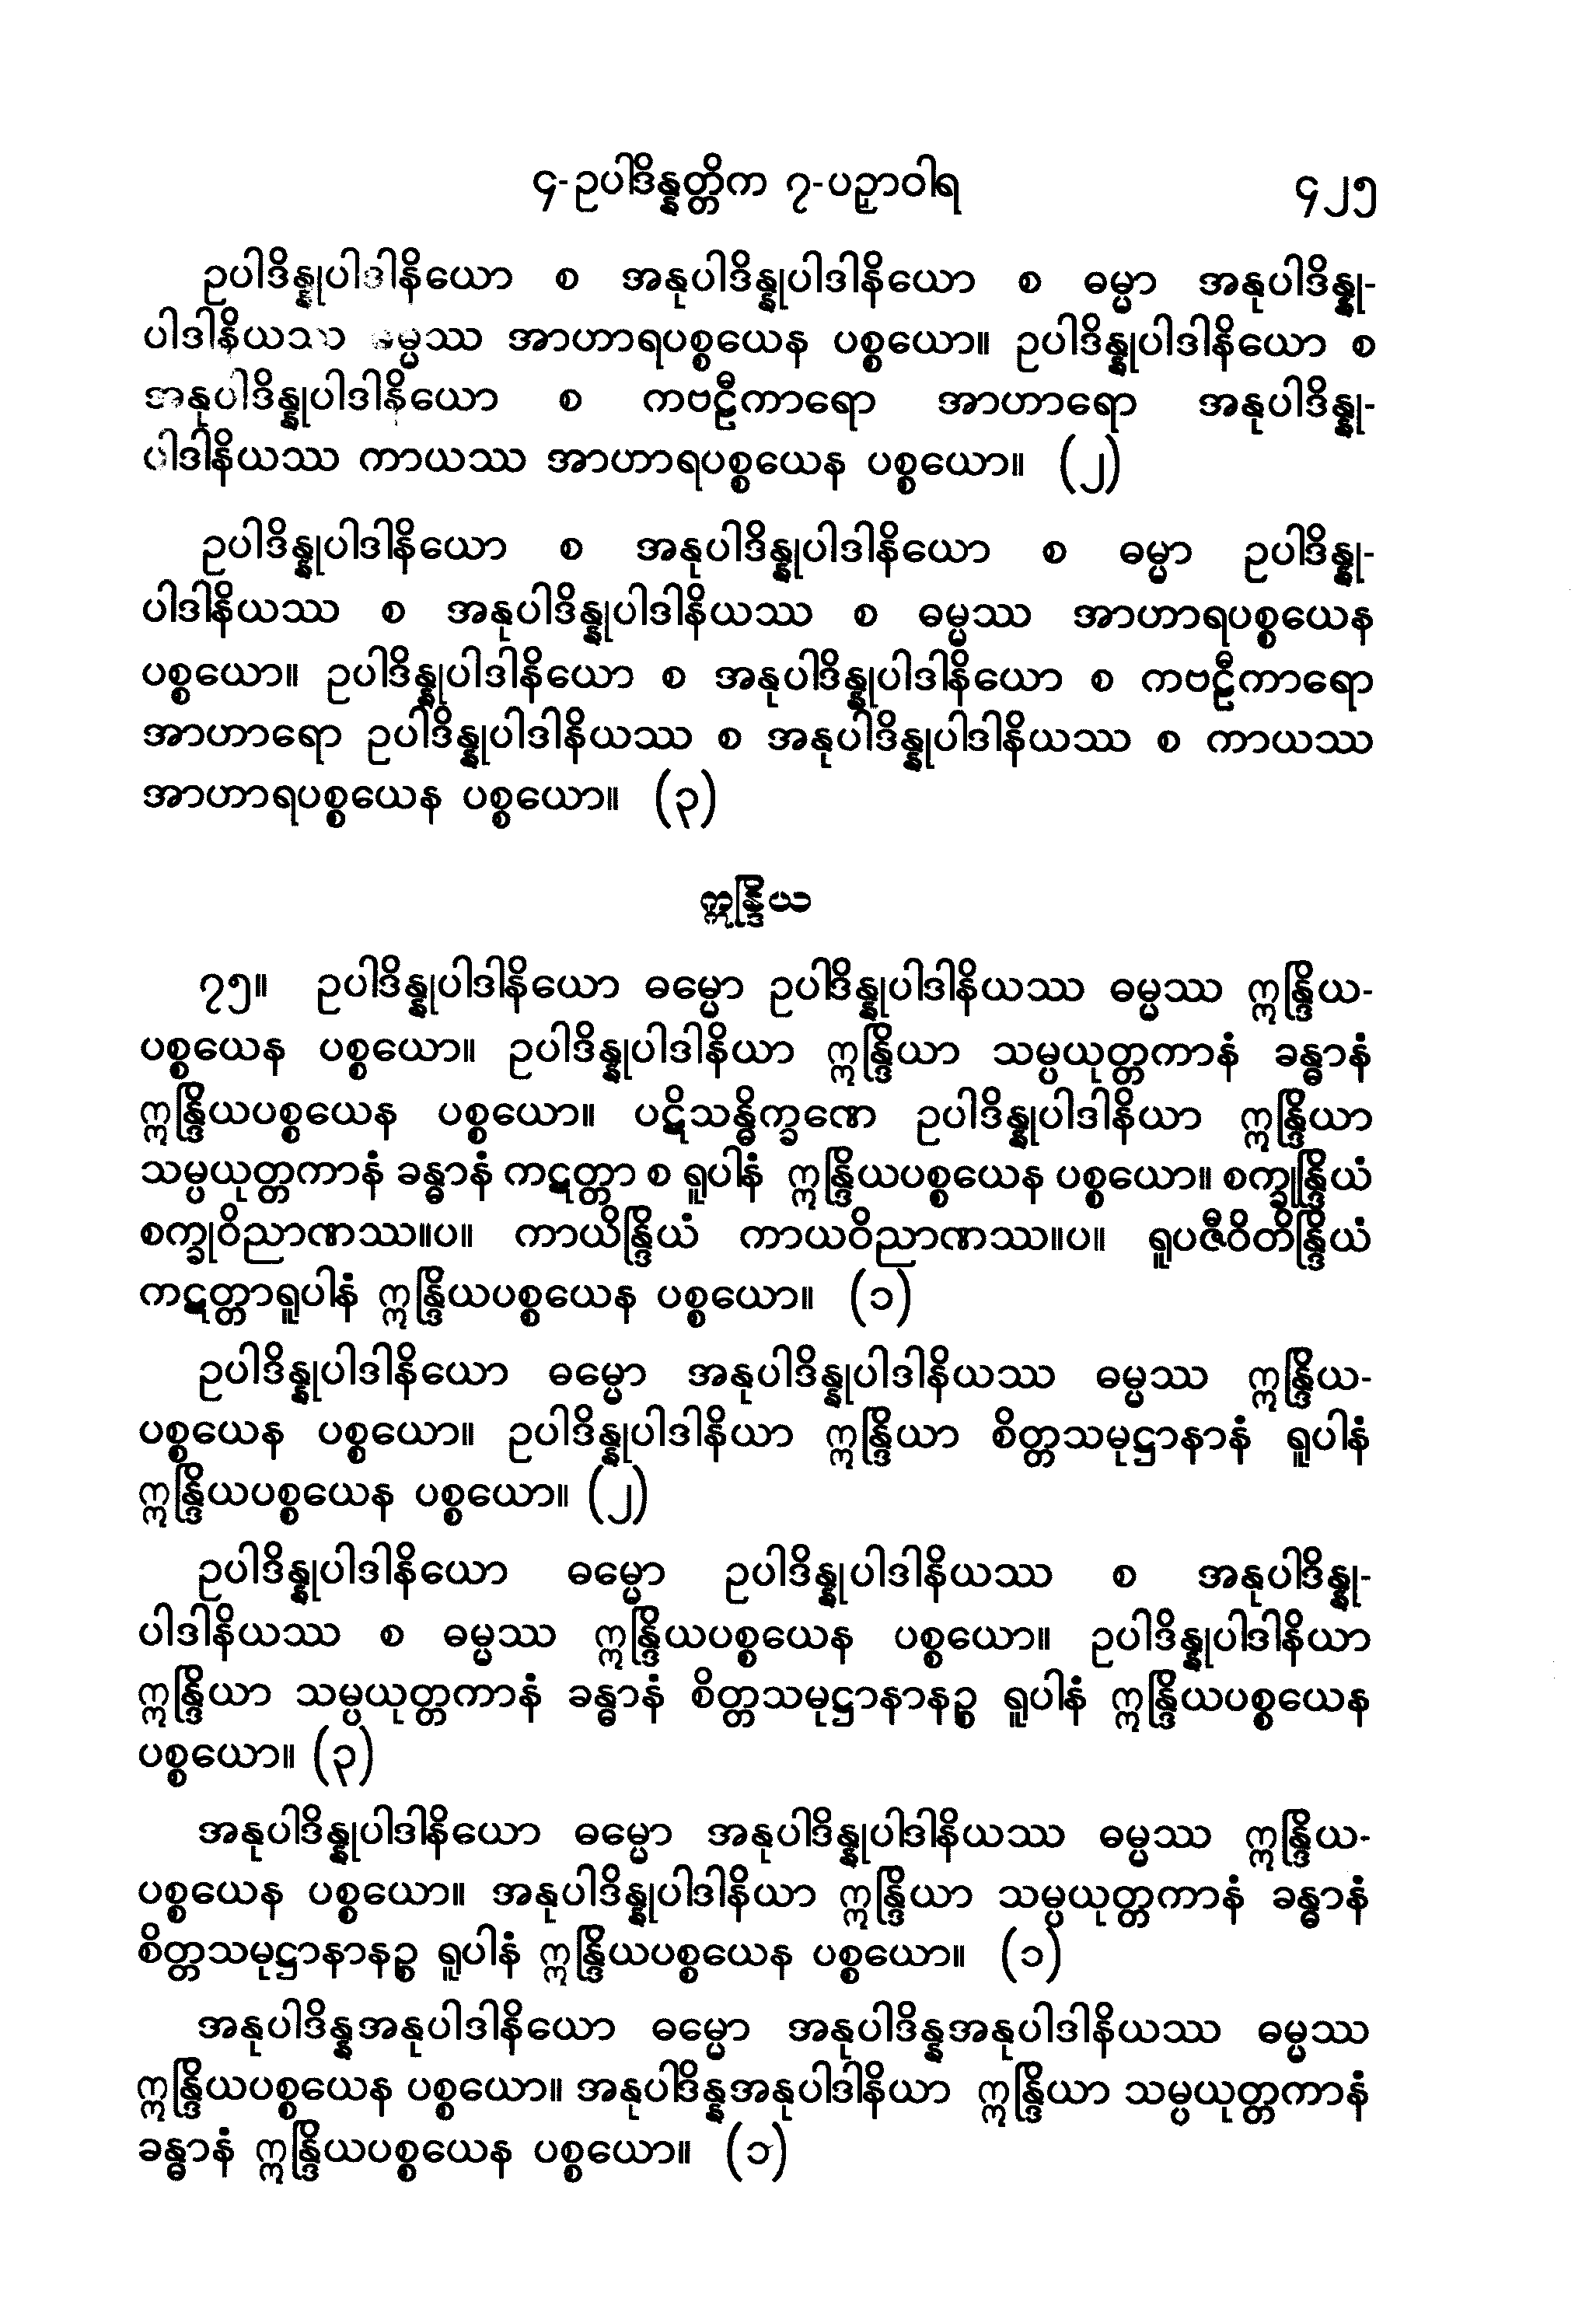 ၄-ဥပါဒိန္နတ္တိက ၇-ပဉှာဝါရ ၄၂၅
ဥပါဒိန္နုပါဒါနိယော စ အနုပါဒိန္နုပါဒါနိယော စ ဓမ္မာ အနုပါဒိန္နု-
ပါဒါနိယဿ ဓမ္မဿ အာဟာရပစ္စယေန ပစ္စယော။ ဥပါဒိန္နုပါဒါနိယော စ
အနုပါဒိန္နုပါဒါနိယော စ ကဗဠီကာရော အာဟာရော အနုပါဒိန္နု-
ပါဒါနိယဿ ကာယဿ အာဟာရပစ္စယေန ပစ္စယော။ (၂)
ဥပါဒိန္နုပါဒါနိယော စ အနုပါဒိန္နုပါဒါနိယော စ ဓမ္မာ ဥပါဒိန္နု-
ပါဒါနိယဿ စ အနုပါဒိန္နုပါဒါနိယဿ စ ဓမ္မဿ အာဟာရပစ္စယေန
ပစ္စယော။ ဥပါဒိန္နုပါဒါနိယော စ အနုပါဒိန္နုပါဒါနိယော စ ကဗဠီကာရော
အာဟာရော ဥပါဒိန္နုပါဒါနိယဿ စ အနုပါဒိန္နုပါဒါနိယဿ စ ကာယဿ
အာဟာရပစ္စယေန ပစ္စယော။ (၃)
ဣန္ဒြိယ
၇၅။ ဥပါဒိန္နုပါဒါနိယော ဓမ္မော ဥပါဒိန္နုပါဒါနိယဿ ဓမ္မဿ ဣန္ဒြိယ-
ပစ္စယေန ပစ္စယော။ ဥပါဒိန္နုပါဒါနိယာ ဣန္ဒြိယာ သမ္ပယုတ္တကာနံ ခန္ဓာနံ
ဣန္ဒြိယပစ္စယေန ပစ္စယော။ ပဋိသန္ဓိက္ခဏေ ဥပါဒိန္နုပါဒါနိယာ ဣန္ဒြိယာ
သမ္ပယုတ္တကာနံ ခန္ဓာနံ ကဋတ္တာ စ ရူပါနံ ဣန္ဒြိယပစ္စယေန ပစ္စယော။ စက္ခုန္ဒြိယံ
စက္ခုဝိညာဏဿ။ပ။ ကာယိန္ဒြိယံ ကာယဝိညာဏဿ။ပ။ ရူပဇီဝိတိန္ဒြိယံ
ကဋတ္တာရူပါနံ ဣန္ဒြိယပစ္စယေန ပစ္စယော။ (၁)
ဥပါဒိန္နုပါဒါနိယော ဓမ္မော အနုပါဒိန္နုပါဒါနိယဿ ဓမ္မဿ ဣန္ဒြိယ-
ပစ္စယေန ပစ္စယော။ ဥပါဒိန္နုပါဒါနိယာ ဣန္ဒြိယာ စိတ္တသမုဋ္ဌာနာနံ ရူပါနံ
ဣန္ဒြိယပစ္စယေန ပစ္စယော။ (၂)
ဥပါဒိန္နုပါဒါနိယော ဓမ္မော ဥပါဒိန္နုပါဒါနိယဿ စ အနုပါဒိန္နု-
ပါဒါနိယဿ စ ဓမ္မဿ ဣန္ဒြိယပစ္စယေန ပစ္စယော။ ဥပါဒိန္နုပါဒါနိယာ
ဣန္ဒြိယာ သမ္ပယုတ္တကာနံ ခန္ဓာနံ စိတ္တသမုဋ္ဌာနာနဉ္စ ရူပါနံ ဣန္ဒြိယပစ္စယေန
ပစ္စယော။ (၃)
အနုပါဒိန္နုပါဒါနိယော ဓမ္မော အနုပါဒိန္နုပါဒါနိယဿ ဓမ္မဿ ဣန္ဒြိယ-
ပစ္စယေန ပစ္စယော။ အနုပါဒိန္နုပါဒါနိယာ ဣန္ဒြိယာ သမ္ပယုတ္တကာနံ ခန္ဓာနံ
စိတ္တသမုဋ္ဌာနာနဉ္စ ရူပါနံ ဣန္ဒြိယပစ္စယေန ပစ္စယော။ (၁)
အနုပါဒိန္နအနုပါဒါနိယော ဓမ္မော အနုပါဒိန္နအနုပါဒါနိယဿ ဓမ္မဿ
ဣန္ဒြိယပစ္စယေန ပစ္စယော။ အနုပါဒိန္နအနုပါဒါနိယာ ဣန္ဒြိယာ သမ္ပယုတ္တကာနံ
ခန္ဓာနံ ဣန္ဒြိယပစ္စယေန ပစ္စယော။ (၁)